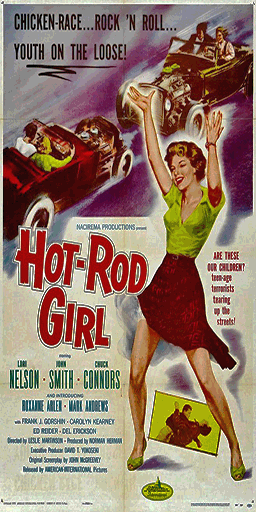 CHICKEN-RACE...ROCK 'N ROLL...
YOUTH ON THE LOOSE!
NACIREMA PRODUCTIONS present
HOT-ROD
GIRL
ARE THESE
OUR CHILDREN?
teen-age
terrorists
tearing
up the
streets!
starring
LORI NELSON
JOHN SMITH
CHUCK CONNORS
AND INTRODUCING
ROXANNE ARLEN • MARK ANDREWS
with FRANK J. GORSHIN • CAROLYN KEARNEY
ED REIDER • DEL ERICKSON
Directed by LESLIE MARTINSON • Produced by NORMAN HERMAN
Executive Producer DAVID T. YOKOZEKI
Original Screenplay by JOHN McGREEVEY
Released by AMERICAN-INTERNATIONAL Pictures